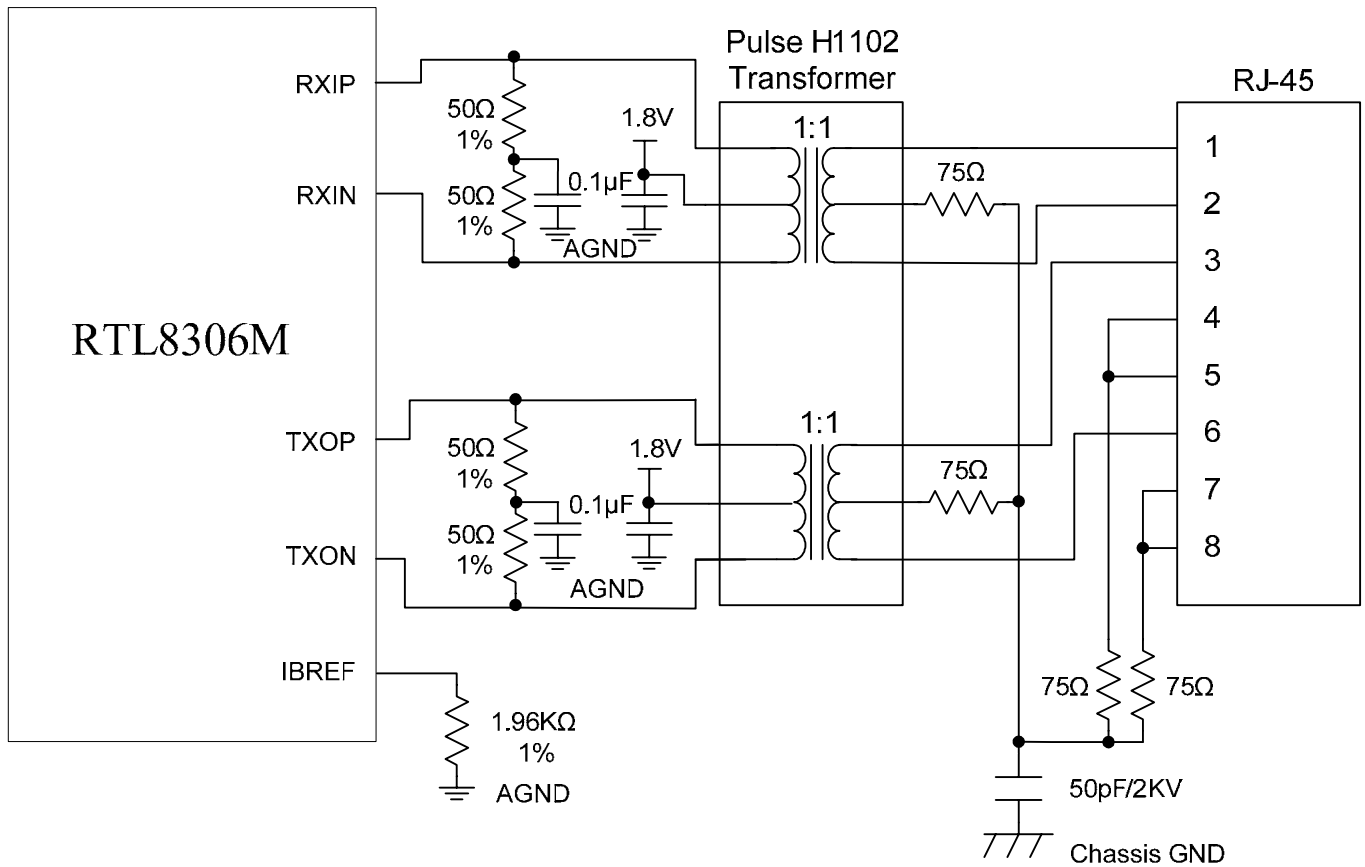 Pulse H1102
Transformer
RJ-45
RXIP
50Ω
1%
1.8V
1:1
1
RXIN
50Ω
1%
0.1µF
AGND
75Ω
2
3
RTL8306M
4
5
TXOP
50Ω
1%
1.8V
1:1
6
75Ω
7
TXON
50Ω
1%
0.1µF
AGND
8
IBREF
1.96KΩ
1%
AGND
75Ω
75Ω
50pF/2KV
Chassis GND